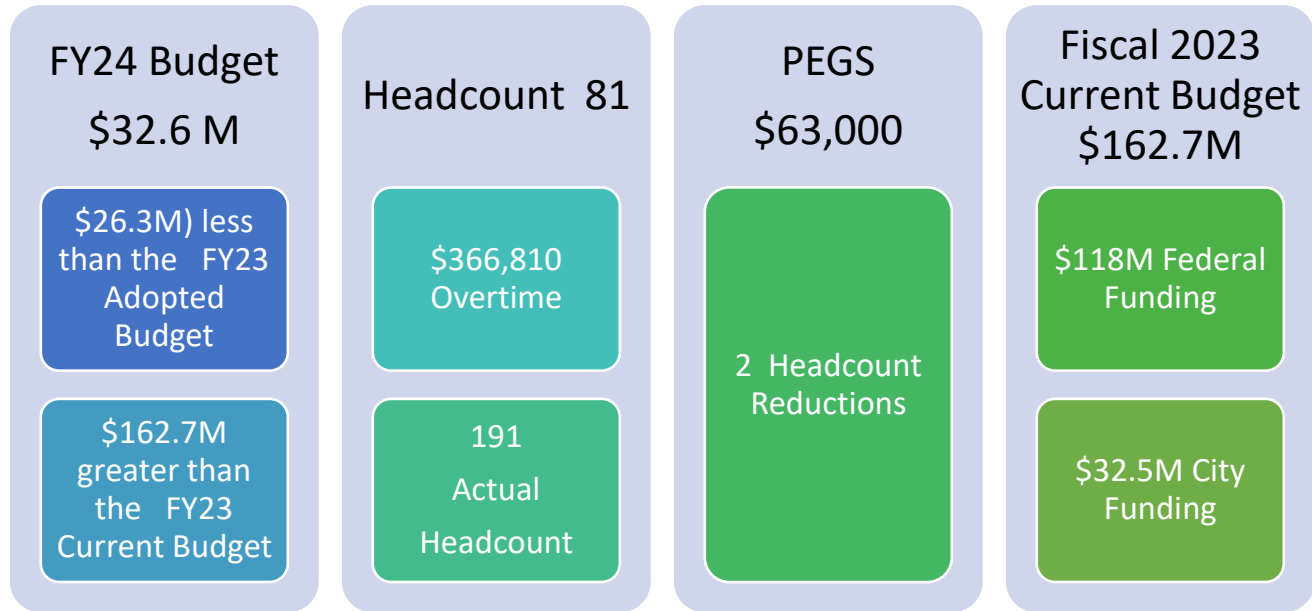 FY24 Budget
$32.6 M
$26.3M) less
than the FY23
Adopted
Budget
$162.7M
greater than
the FY23
Current Budget
Headcount 81
$366,810
Overtime
191
Actual
Headcount
PEGS
$63,000
2 Headcount
Reductions
Fiscal 2023
Current Budget
$162.7M
$118M Federal
Funding
$32.5M City
Funding